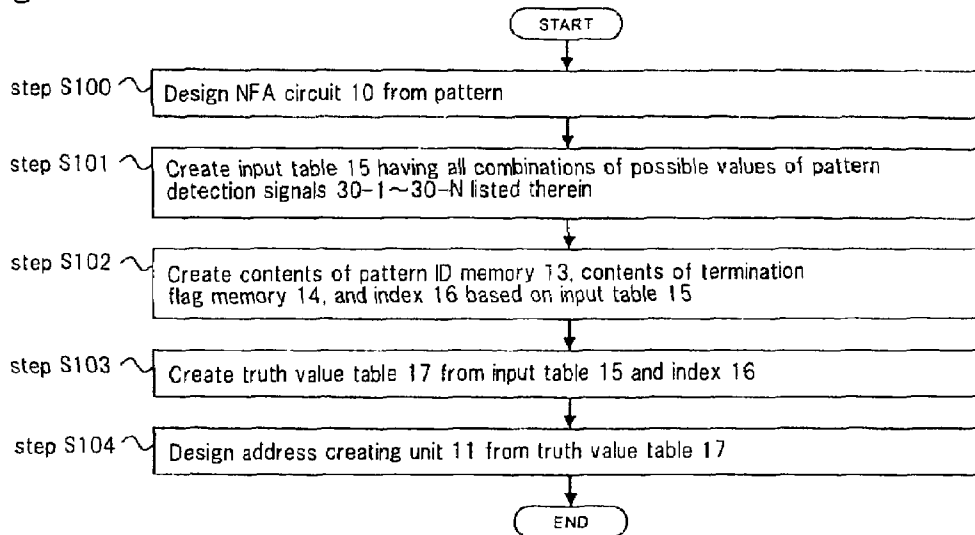 START
step S100
Design NFA circuit 10 from pattern
step S101
Create input table 15 having all combinations of possible values of pattern
detection signals 30-1~30-N listed therein
step S102
Create contents of pattern ID memory 13, contents of termination
flag memory 14, and index 16 based on input table 15
step S103
Create truth value table 17 from input table 15 and index 16
step S104
Design address creating unit 11 from truth value table 17
END